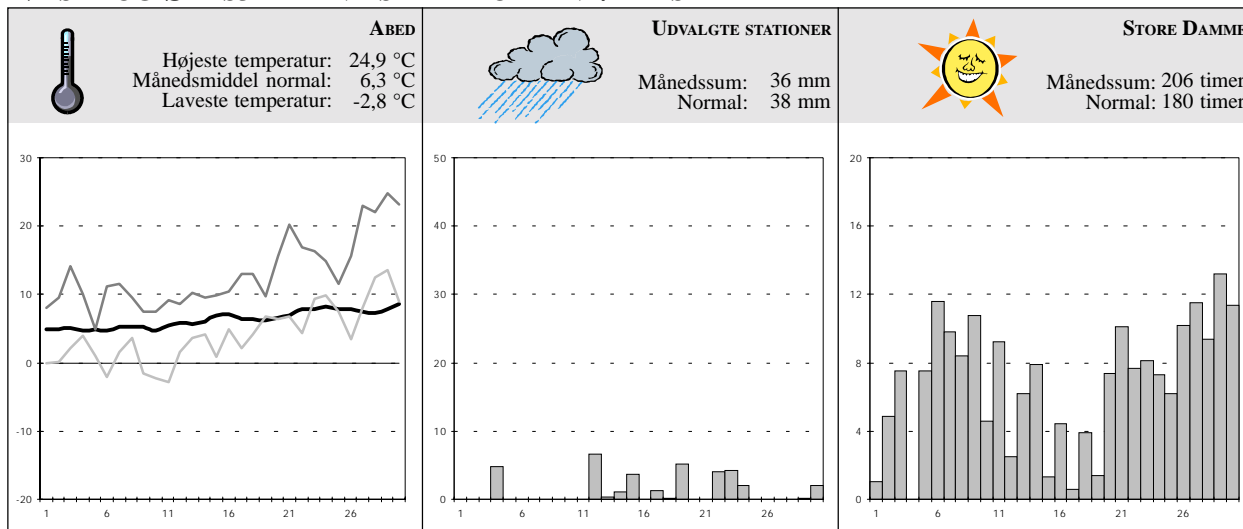 ABED
Højeste temperatur: 24,9 °C
Månedsmiddel normal: 6,3 °C
Laveste temperatur: -2,8 °C
30
20
10
0
-10
-20
1 6 11 16 21 26
UDVALGTE STATIONER
Månedssum: 36 mm
Normal: 38 mm
50
40
30
20
10
0
1 6 11 16 21 26
STORE DAMME
Månedssum: 206 timer
Normal: 180 timer
20
16
12
8
4
0
1 6 11 16 21 26